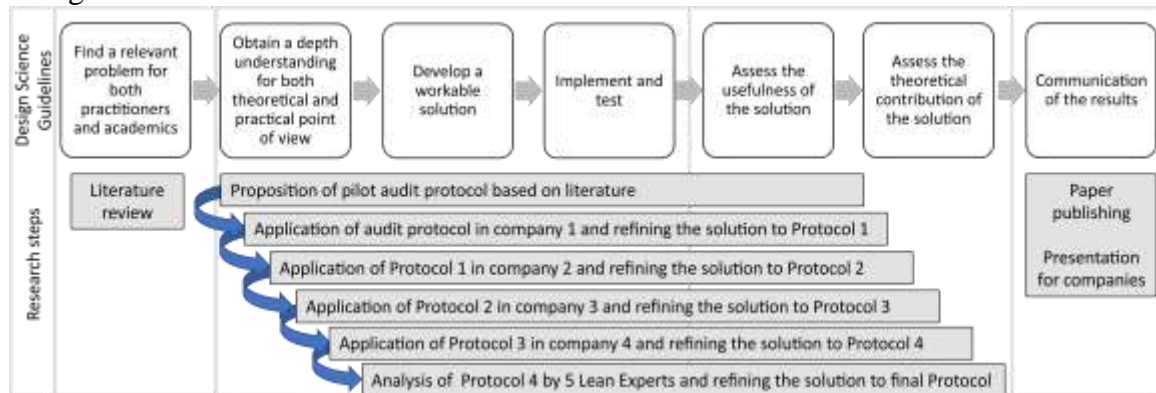 Design Science
Guidelines
Find a relevant
problem for
both
practitioners
and academics
Obtain a depth
understanding
for both
theoretical and
practical point
of view
Develop a
workable
solution
Implement and
test
Assess the
usefulness of
the solution
Assess the
theoretical
contribution of
the solution
Communication
of the results
Research steps
Literature
review
Proposition of pilot audit protocol based on literature
Application of audit protocol in company 1 and refining the solution to Protocol 1
Application of Protocol 1 in company 2 and refining the solution to Protocol 2
Application of Protocol 2 in company 3 and refining the solution to Protocol 3
Application of Protocol 3 in company 4 and refining the solution to Protocol 4
Analysis of Protocol 4 by 5 Lean Experts and refining the solution to final Protocol
Paper
publishing
Presentation
for companies